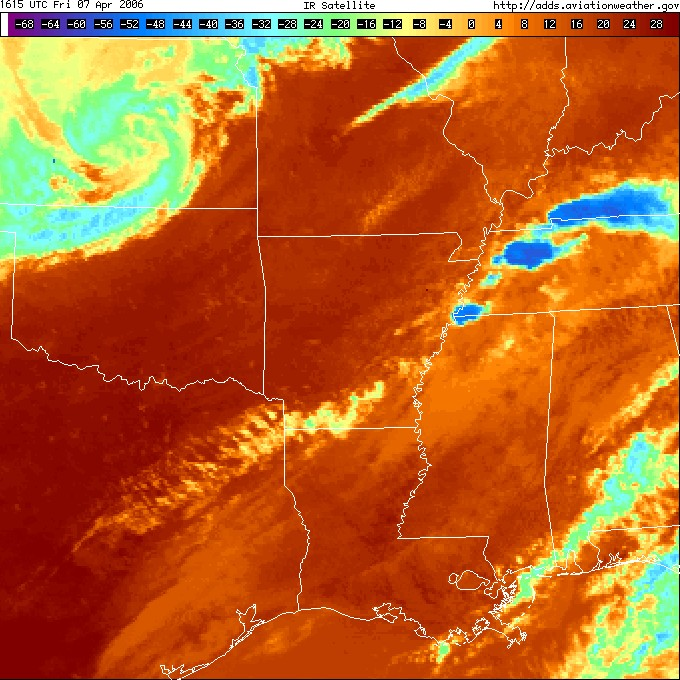 1615 UTC Fri 07 Apr 2006 IR Satellite http://adds.aviationweather.gov
-68 -64 -60 -56 -52 -48 -44 -40 -36 -32 -28 -24 -20 -16 -12 -8 -4 0 4 8 12 16 20 24 28